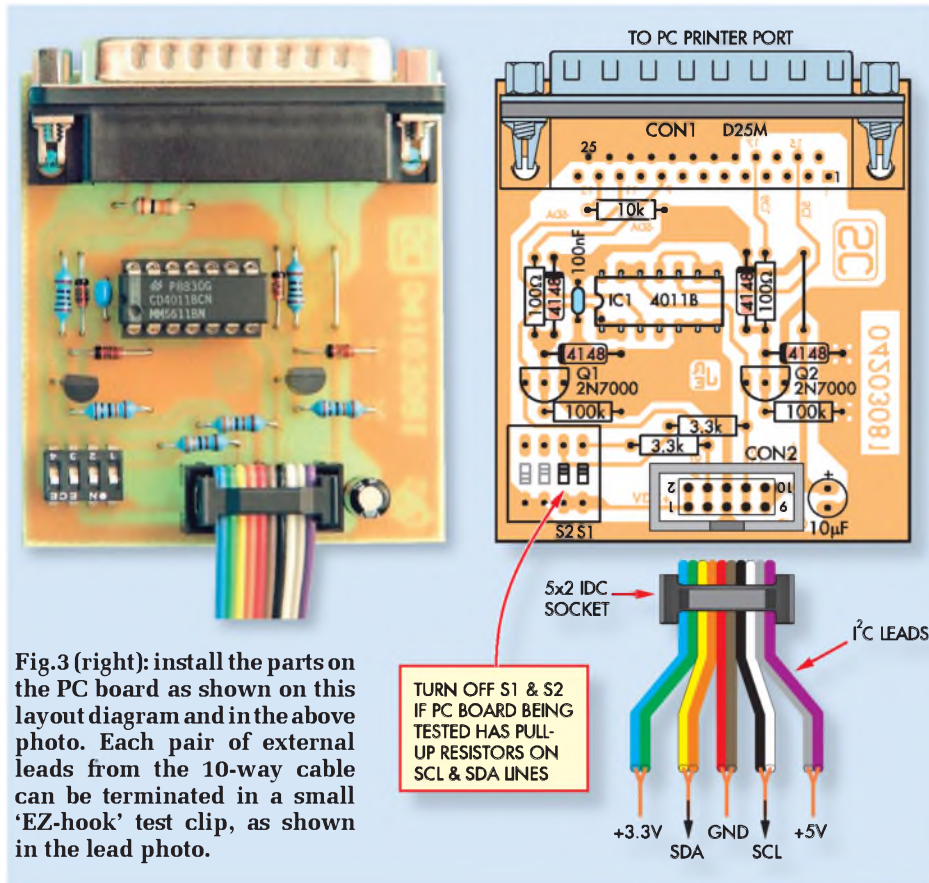 P8830G
CD4011BCN
MM5611BN
TO PC PRINTER PORT
CON1 D25M
25
1
10k
100nF
100Ω
4148
IC1 4011B
4148
100Ω
4148
Q1
2N7000
100k
4148
Q2
2N7000
100k
SC
04203081
3.3k
3.3k
CON2
2
10
1
9
+
10µF
S2 S1
5x2 IDC
SOCKET
I²C LEADS
TURN OFF S1 & S2
IF PC BOARD BEING
TESTED HAS PULL-
UP RESISTORS ON
SCL & SDA LINES
+3.3V
SDA
GND
SCL
+5V
Fig.3 (right): install the parts on
the PC board as shown on this
layout diagram and in the above
photo. Each pair of external
leads from the 10-way cable
can be terminated in a small
‘EZ-hook’ test clip, as shown
in the lead photo.